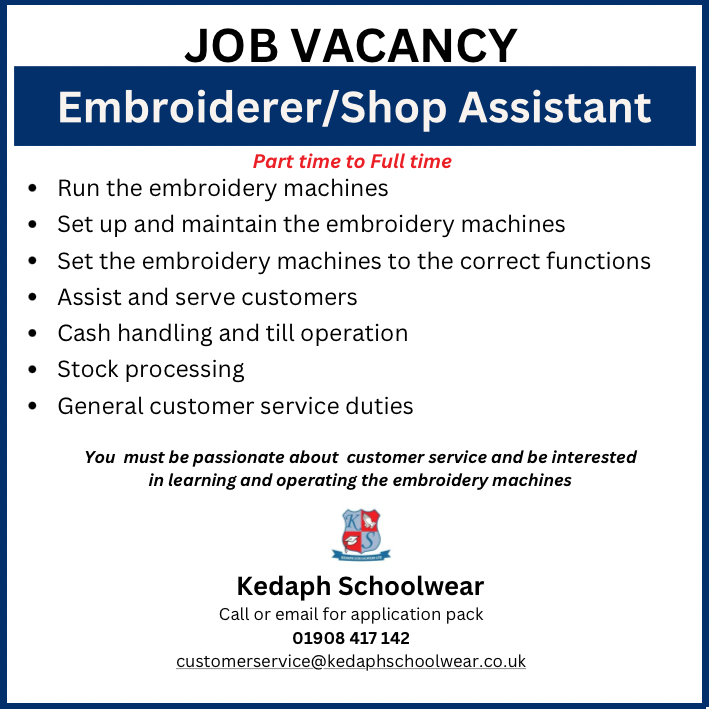 JOB VACANCY
Embroiderer/Shop Assistant
Part time to Full time
• Run the embroidery machines
• Set up and maintain the embroidery machines
• Set the embroidery machines to the correct functions
• Assist and serve customers
• Cash handling and till operation
• Stock processing
• General customer service duties
You must be passionate about customer service and be interested
in learning and operating the embroidery machines
K
S
Kedaph Schoolwear
Call or email for application pack
01908 417 142
customerservice@kedaphschoolwear.co.uk